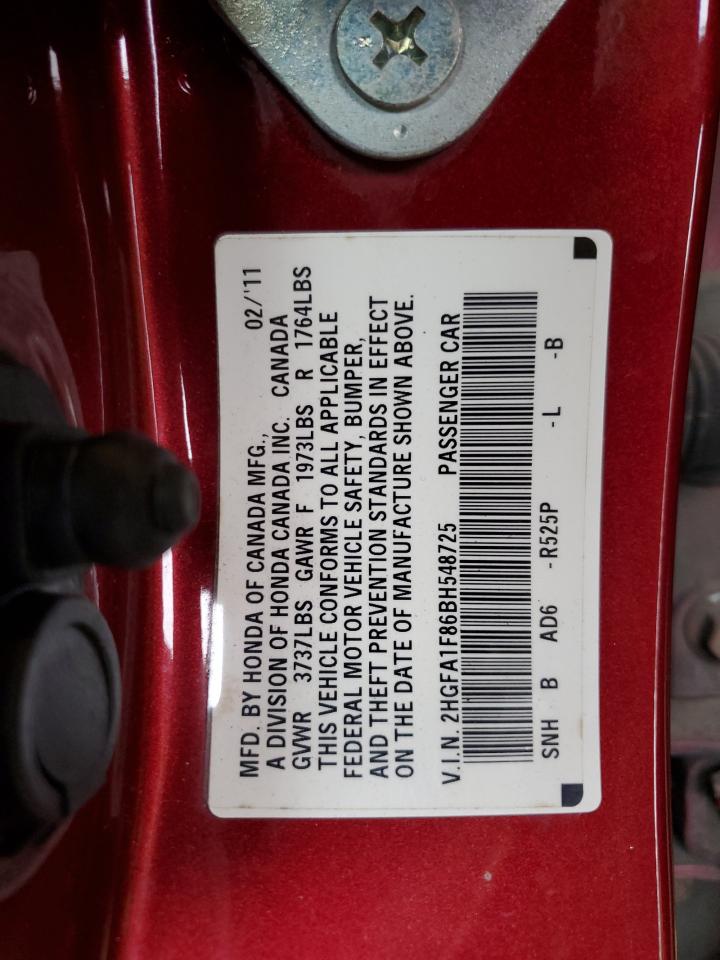 MFD. BY HONDA OF CANADA MFG., 02/'11
A DIVISION OF HONDA CANADA INC. CANADA
GVWR 3737LBS GAWR F 1973LBS R 1764LBS
THIS VEHICLE CONFORMS TO ALL APPLICABLE
FEDERAL MOTOR VEHICLE SAFETY, BUMPER,
AND THEFT PREVENTION STANDARDS IN EFFECT
ON THE DATE OF MANUFACTURE SHOWN ABOVE.
V.I.N. 2HGFA1F86BH548725 PASSENGER CAR
SNH B AD6 -R525P -L -B